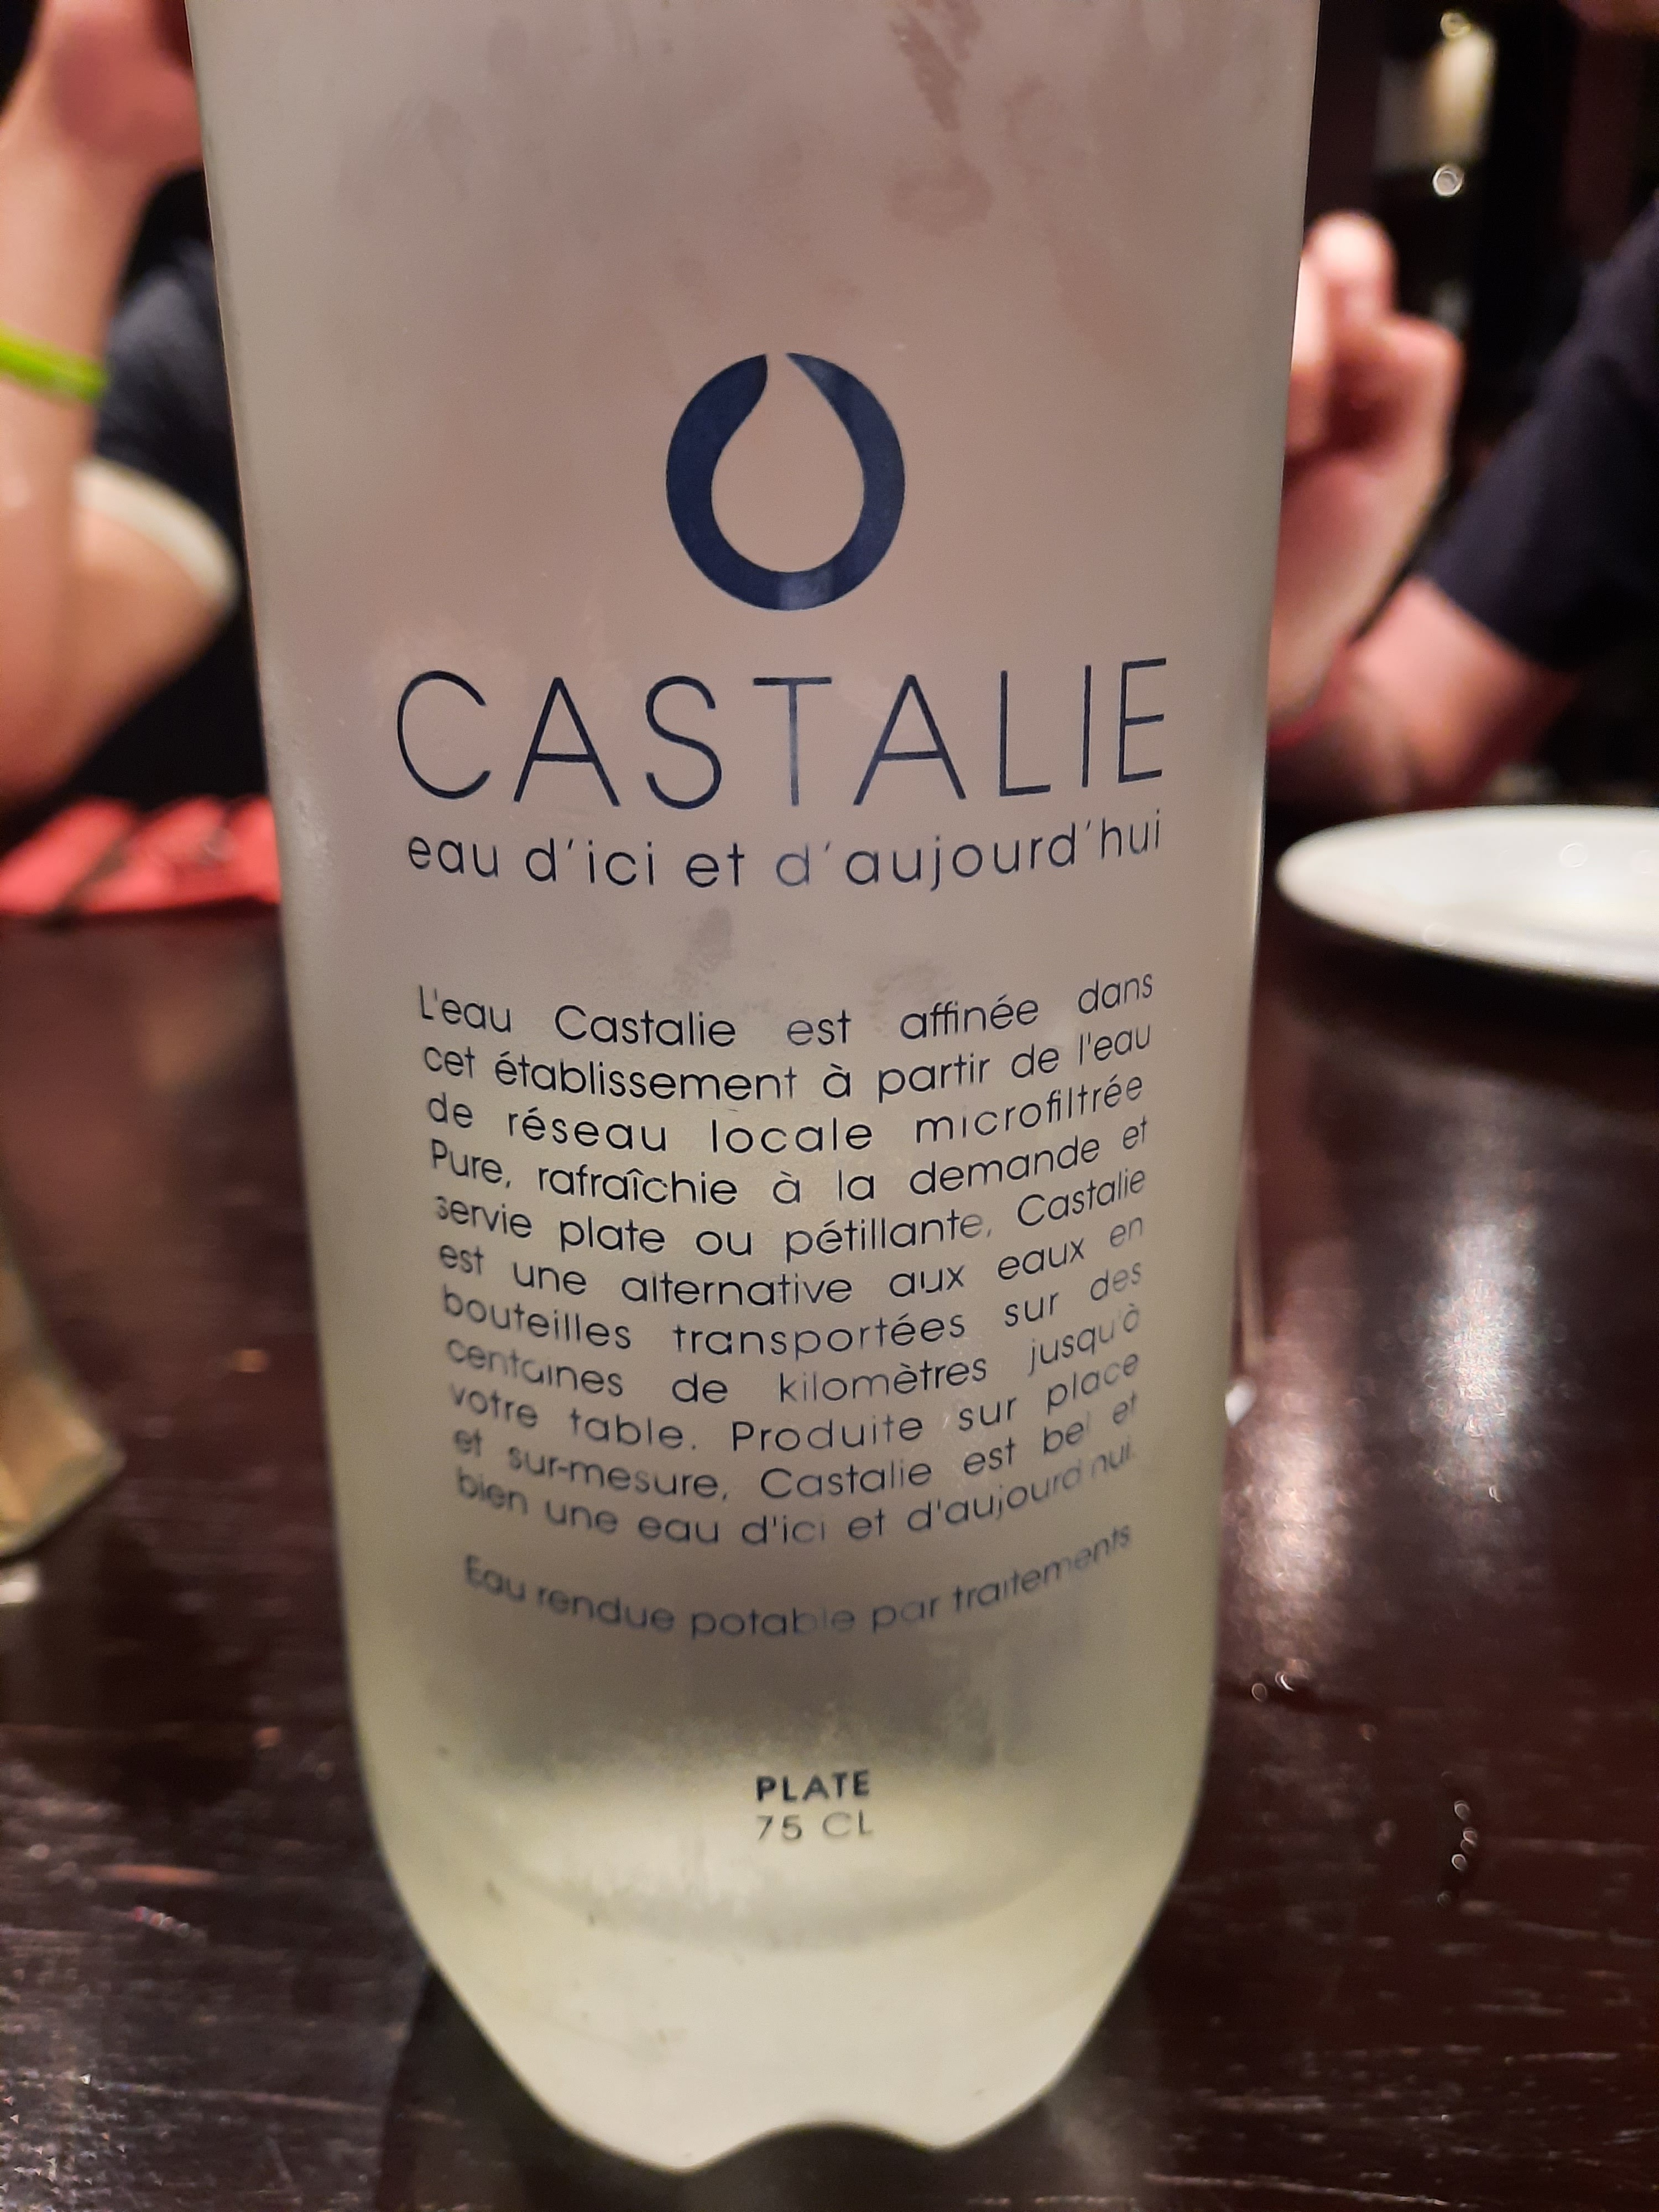 CASTALIE
eau d'ici et d'aujourd'hui
L'eau Castalie est affinée dans
cet établissement à partir de l'eau
de réseau locale microfiltrée
Pure, rafraîchie à la demande et
servie plate ou pétillante, Castalie
est une alternative aux eaux en
bouteilles transportées sur des
centaines de kilomètres jusqu'à
votre table. Produite sur place
et sur-mesure, Castalie est bel et
bien une eau d'ici et d'aujourd'hui.
Eau rendue potable par traitements
PLATE
75 CL